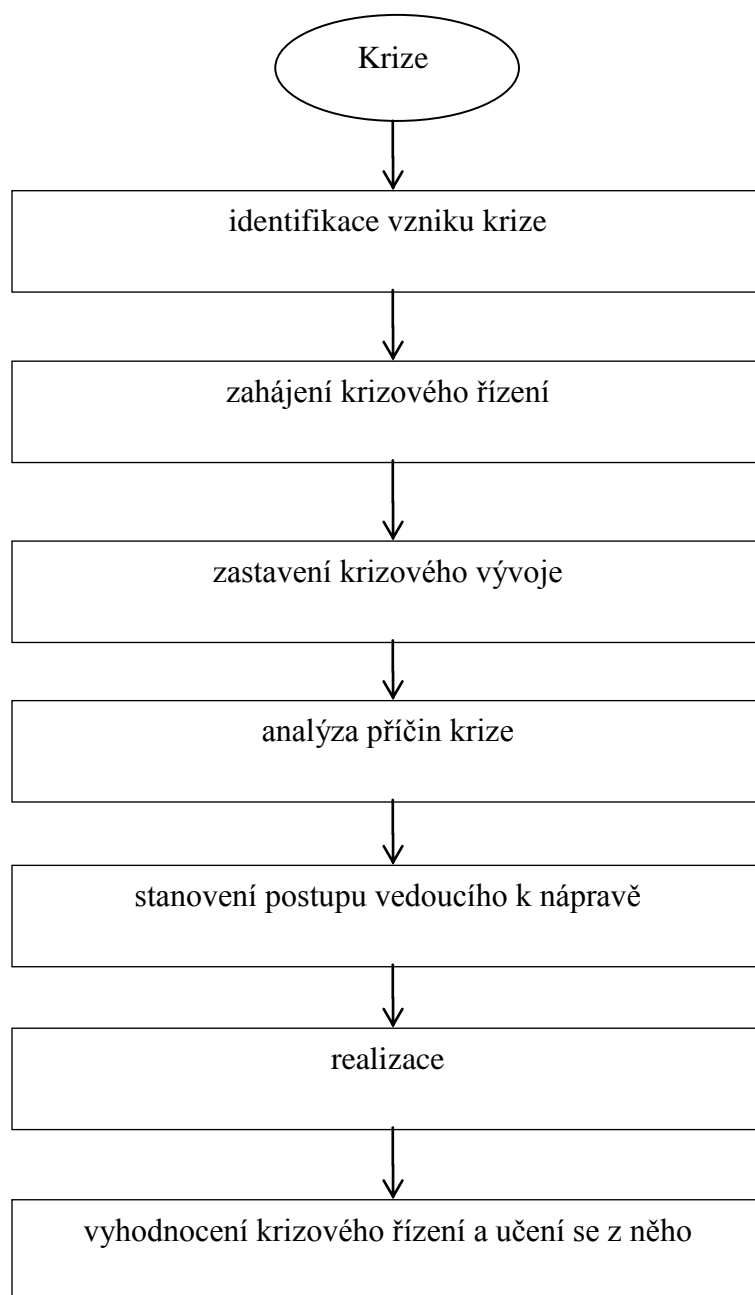 Krize
identifikace vzniku krize
zahájení krizového řízení
zastavení krizového vývoje
analýza příčin krize
stanovení postupu vedoucího k nápravě
realizace
vyhodnocení krizového řízení a učení se z něho